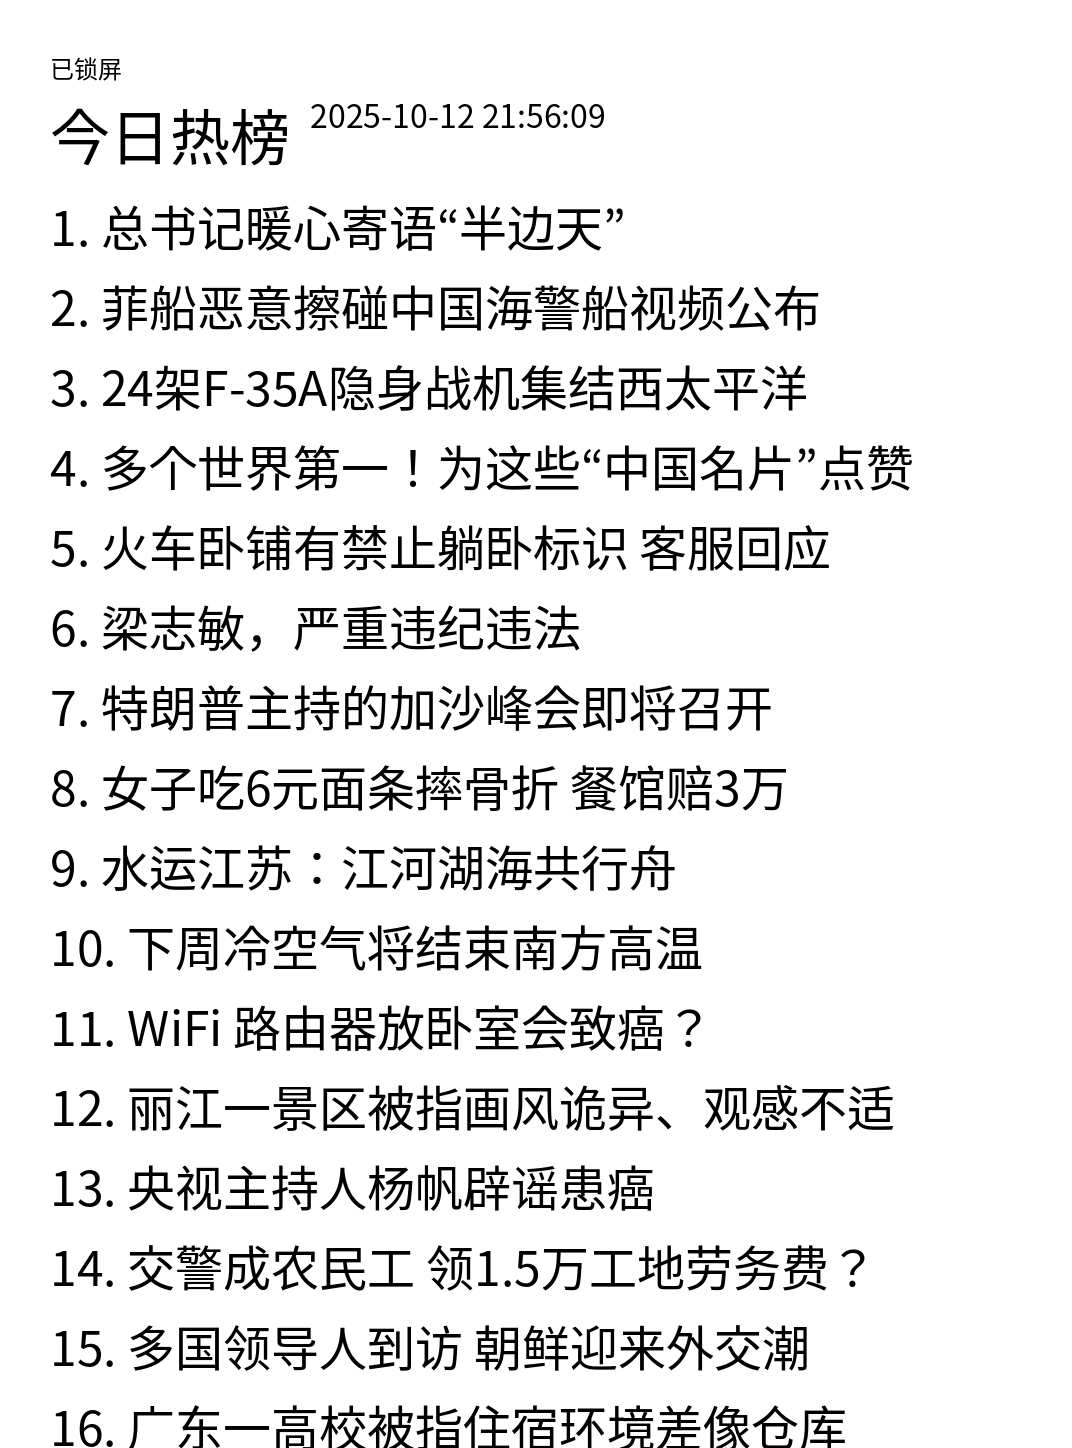 已锁屏
今日热榜 2025-10-12 21:56:09
1. 总书记暖心寄语“半边天”
2. 菲船恶意擦碰中国海警船视频公布
3. 24架F-35A隐身战机集结西太平洋
4. 多个世界第一！为这些“中国名片”点赞
5. 火车卧铺有禁止躺卧标识 客服回应
6. 梁志敏，严重违纪违法
7. 特朗普主持的加沙峰会即将召开
8. 女子吃6元面条摔骨折 餐馆赔3万
9. 水运江苏：江河湖海共行舟
10. 下周冷空气将结束南方高温
11. WiFi 路由器放卧室会致癌？
12. 丽江一景区被指画风诡异、观感不适
13. 央视主持人杨帆辟谣患癌
14. 交警成农民工 领1.5万工地劳务费？
15. 多国领导人到访 朝鲜迎来外交潮
16. 广东一高校被指住宿环境差像仓库